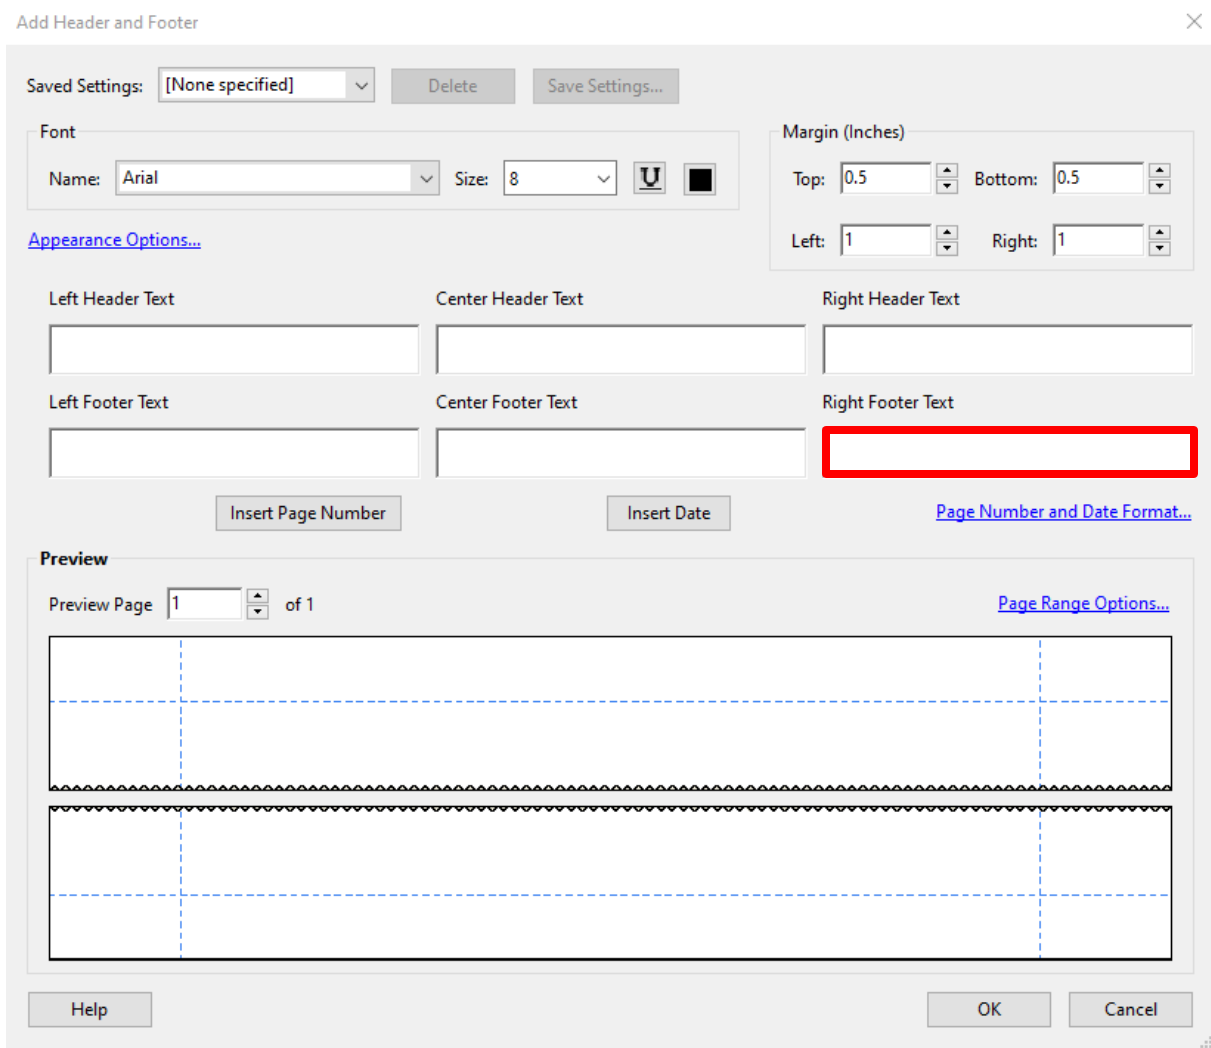 Add Header and Footer
Saved Settings: [None specified] Delete Save Settings...
Font
Name: Arial Size: 8 U
Margin (Inches)
Top: 0.5 Bottom: 0.5
Left: 1 Right: 1
Appearance Options...
Left Header Text Center Header Text Right Header Text
Left Footer Text Center Footer Text Right Footer Text
Insert Page Number Insert Date Page Number and Date Format...
Preview
Preview Page 1 of 1 Page Range Options...
Help OK Cancel